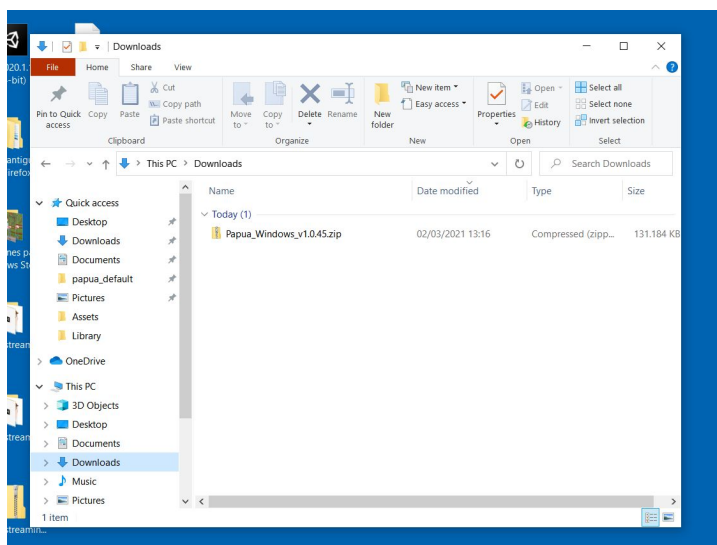 Downloads
File Home Share View
Pin to Quick access
Copy
Paste
Cut
Copy path
Paste shortcut
Move to
Copy to
Delete
Rename
New folder
New item
Easy access
Properties
Open
Edit
History
Select all
Select none
Invert selection
Clipboard Organize New Open Select
This PC > Downloads
Search Downloads
Name Date modified Type Size
Today (1)
Papua_Windows_v1.0.45.zip 02/03/2021 13:16 Compressed (zipp... 131.184 KB
Quick access
Desktop
Downloads
Documents
papua_default
Pictures
Assets
Library
OneDrive
This PC
3D Objects
Desktop
Documents
Downloads
Music
Pictures
1 item